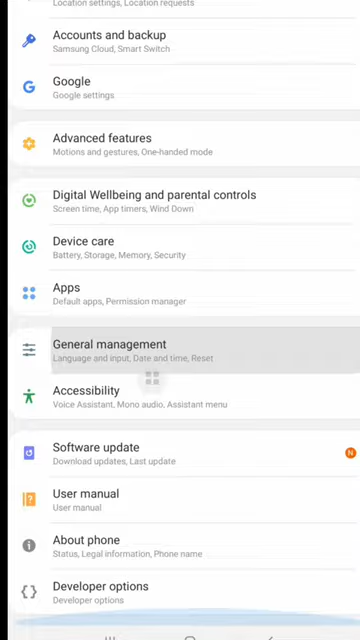 Location settings, Location requests
Accounts and backup
Samsung Cloud, Smart Switch
Google
Google settings
Advanced features
Motions and gestures, One-handed mode
Digital Wellbeing and parental controls
Screen time, App timers, Wind Down
Device care
Battery, Storage, Memory, Security
Apps
Default apps, Permission manager
General management
Language and input, Date and time, Reset
Accessibility
Voice Assistant, Mono audio, Assistant menu
Software update
Download updates, Last update
N
User manual
User manual
About phone
Status, Legal information, Phone name
Developer options
Developer options